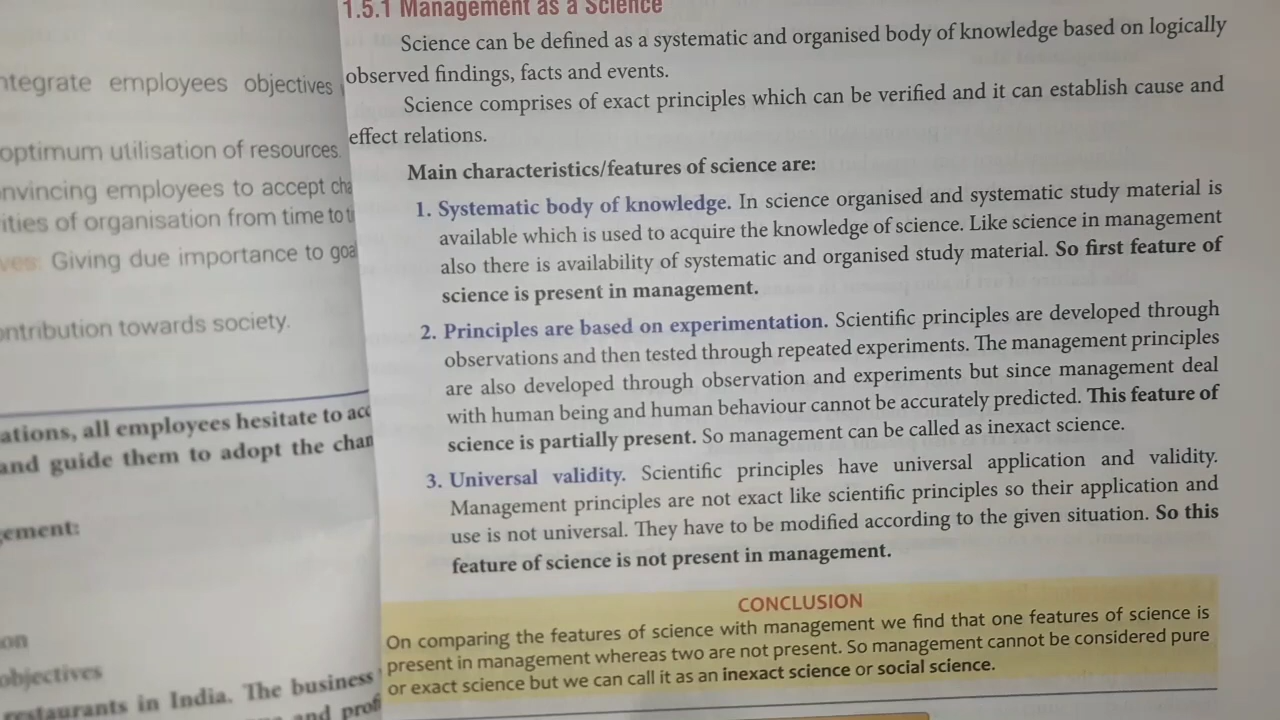 ntegrate employees objectives
optimum utilisation of resources.
nvincing employees to accept cha
ities of organisation from time to ti
ves: Giving due importance to goa
ontribution towards society.
ations, all employees hesitate to acc
and guide them to adopt the chan
gement:
on
objectives
restaurants in India. The business
and prof
1.5.1 Management as a Science
Science can be defined as a systematic and organised body of knowledge based on logically
observed findings, facts and events.
Science comprises of exact principles which can be verified and it can establish cause and
effect relations.
Main characteristics/features of science are:
1. Systematic body of knowledge. In science organised and systematic study material is
available which is used to acquire the knowledge of science. Like science in management
also there is availability of systematic and organised study material. So first feature of
science is present in management.
2. Principles are based on experimentation. Scientific principles are developed through
observations and then tested through repeated experiments. The management principles
are also developed through observation and experiments but since management deal
with human being and human behaviour cannot be accurately predicted. This feature of
science is partially present. So management can be called as inexact science.
3. Universal validity. Scientific principles have universal application and validity.
Management principles are not exact like scientific principles so their application and
use is not universal. They have to be modified according to the given situation. So this
feature of science is not present in management.
CONCLUSION
On comparing the features of science with management we find that one features of science is
present in management whereas two are not present. So management cannot be considered pure
or exact science but we can call it as an inexact science or social science.